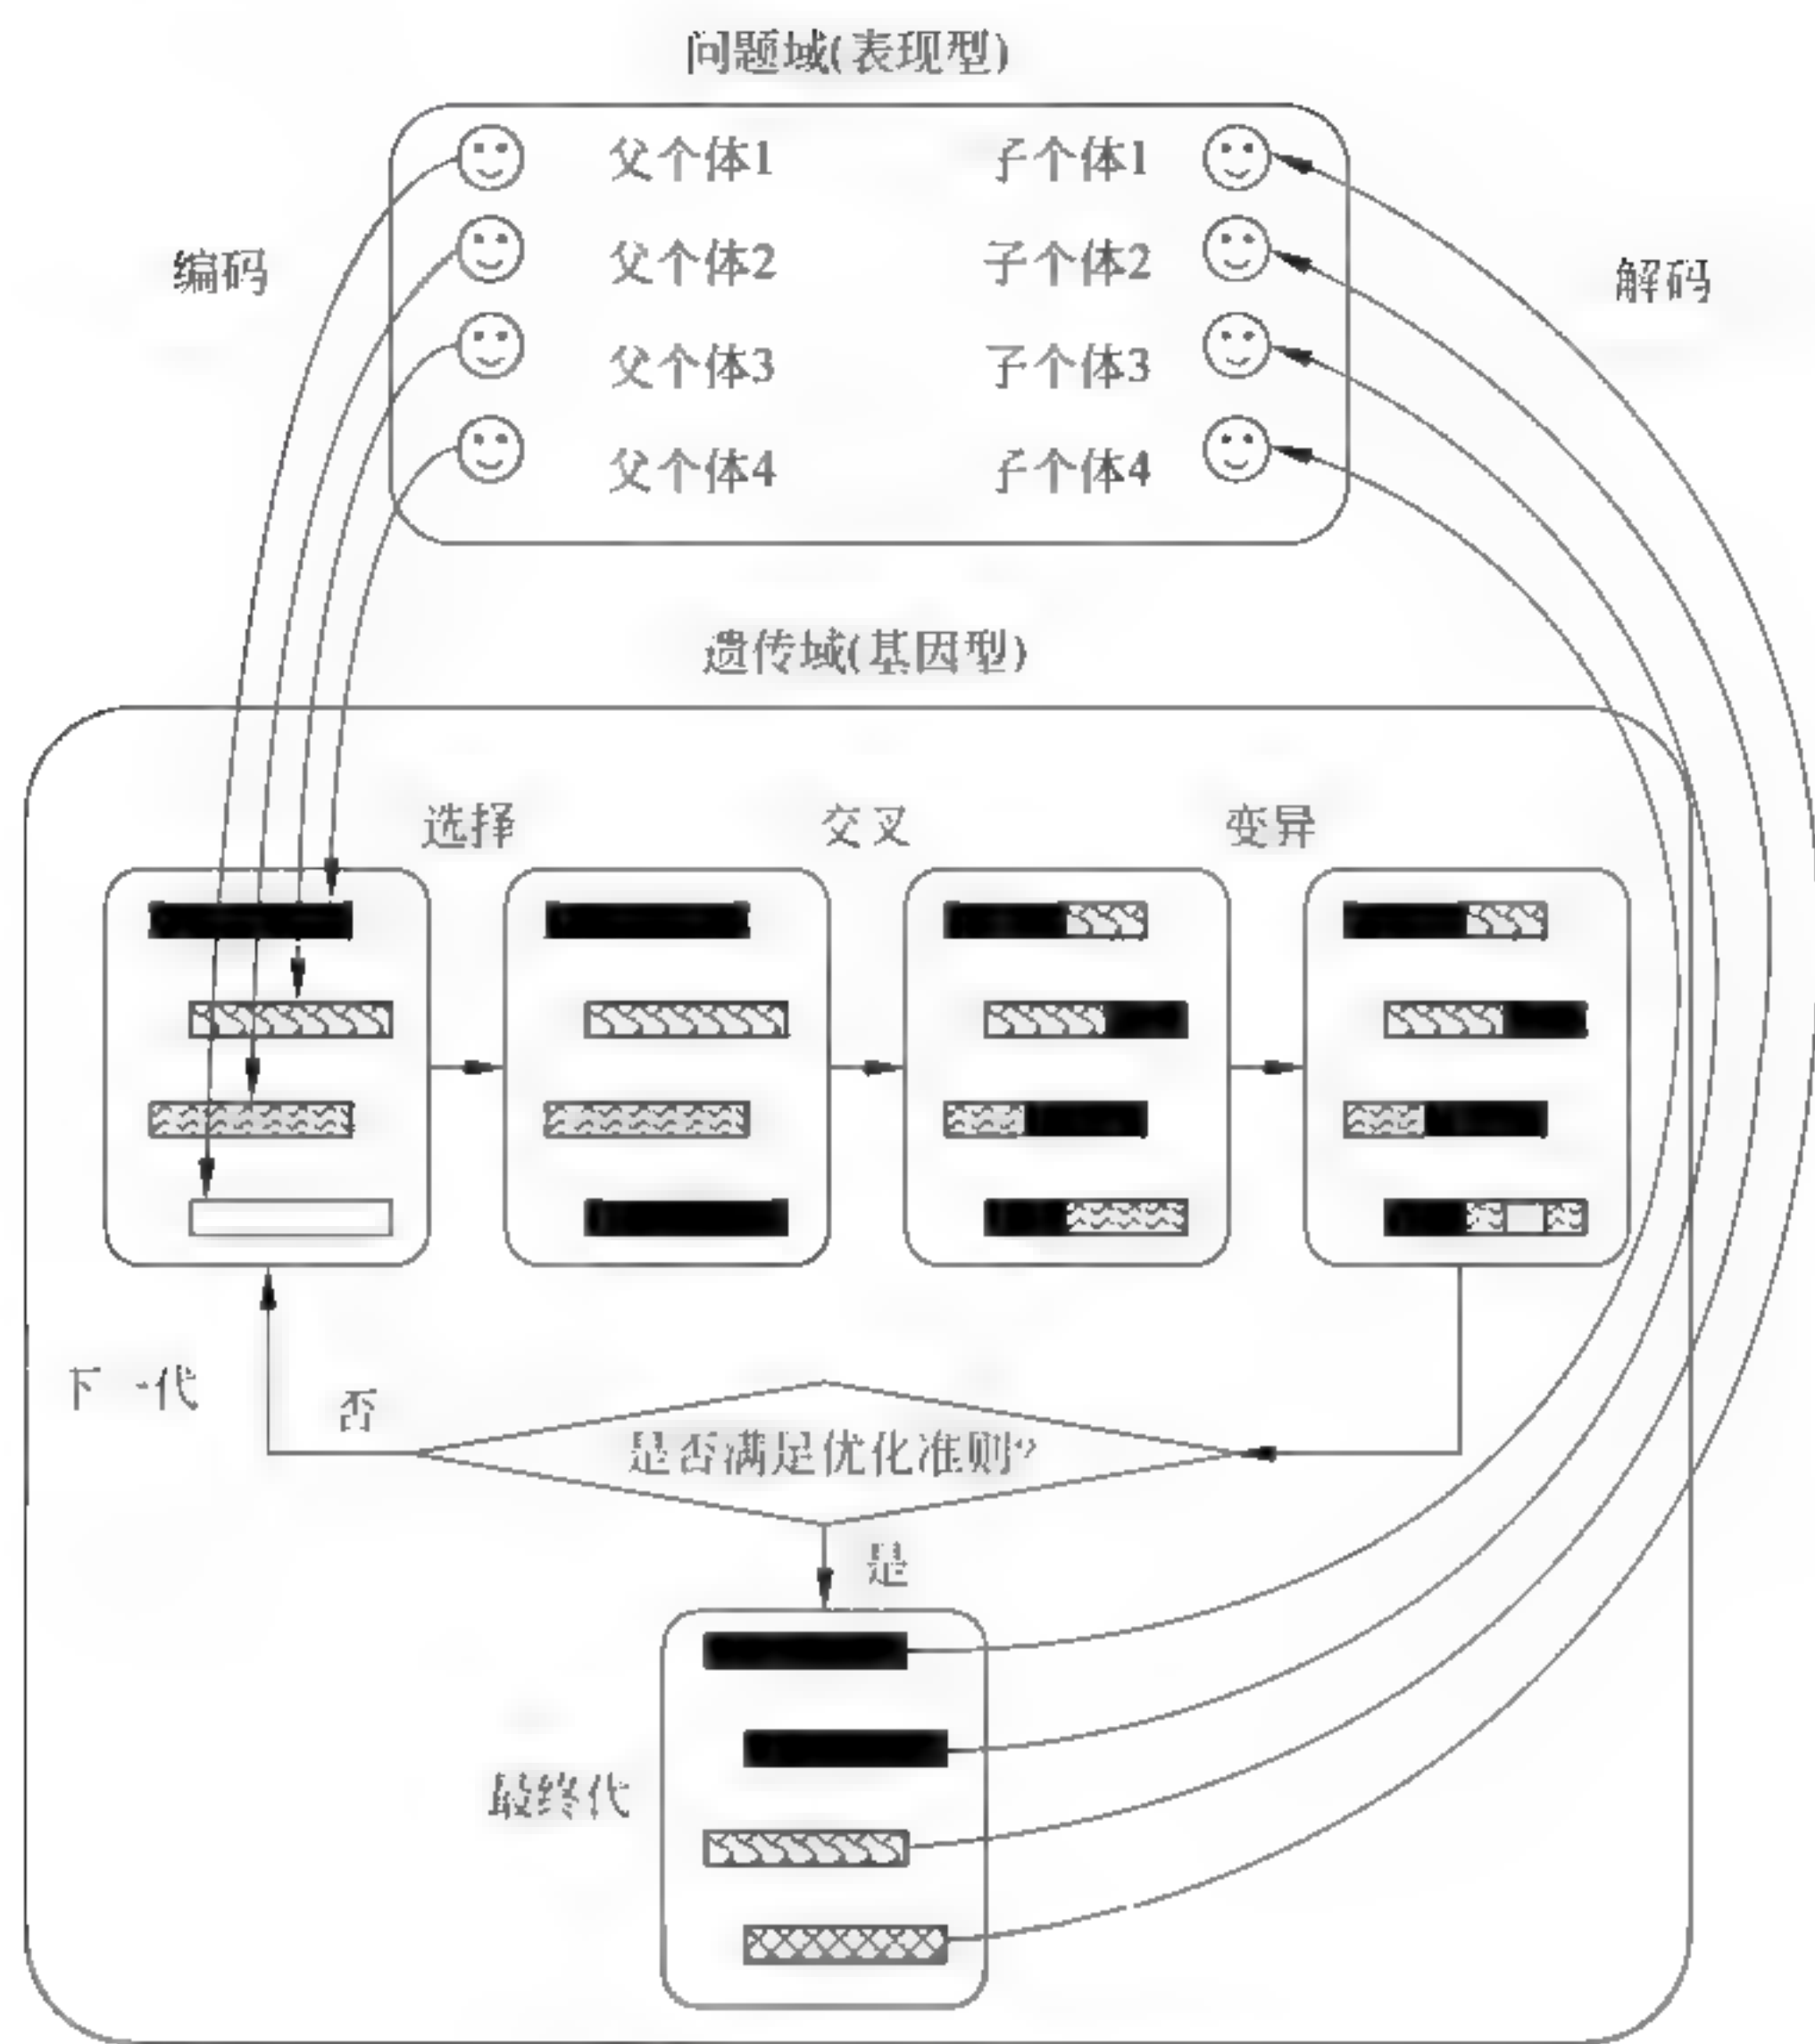 问题域(表现型)
父个体1 子个体1
编码
父个体2 子个体2
解码
父个体3 子个体3
父个体4 子个体4
遗传域(基因型)
选择 交叉 变异
下一代
否
是否满足优化准则?
是
最终代